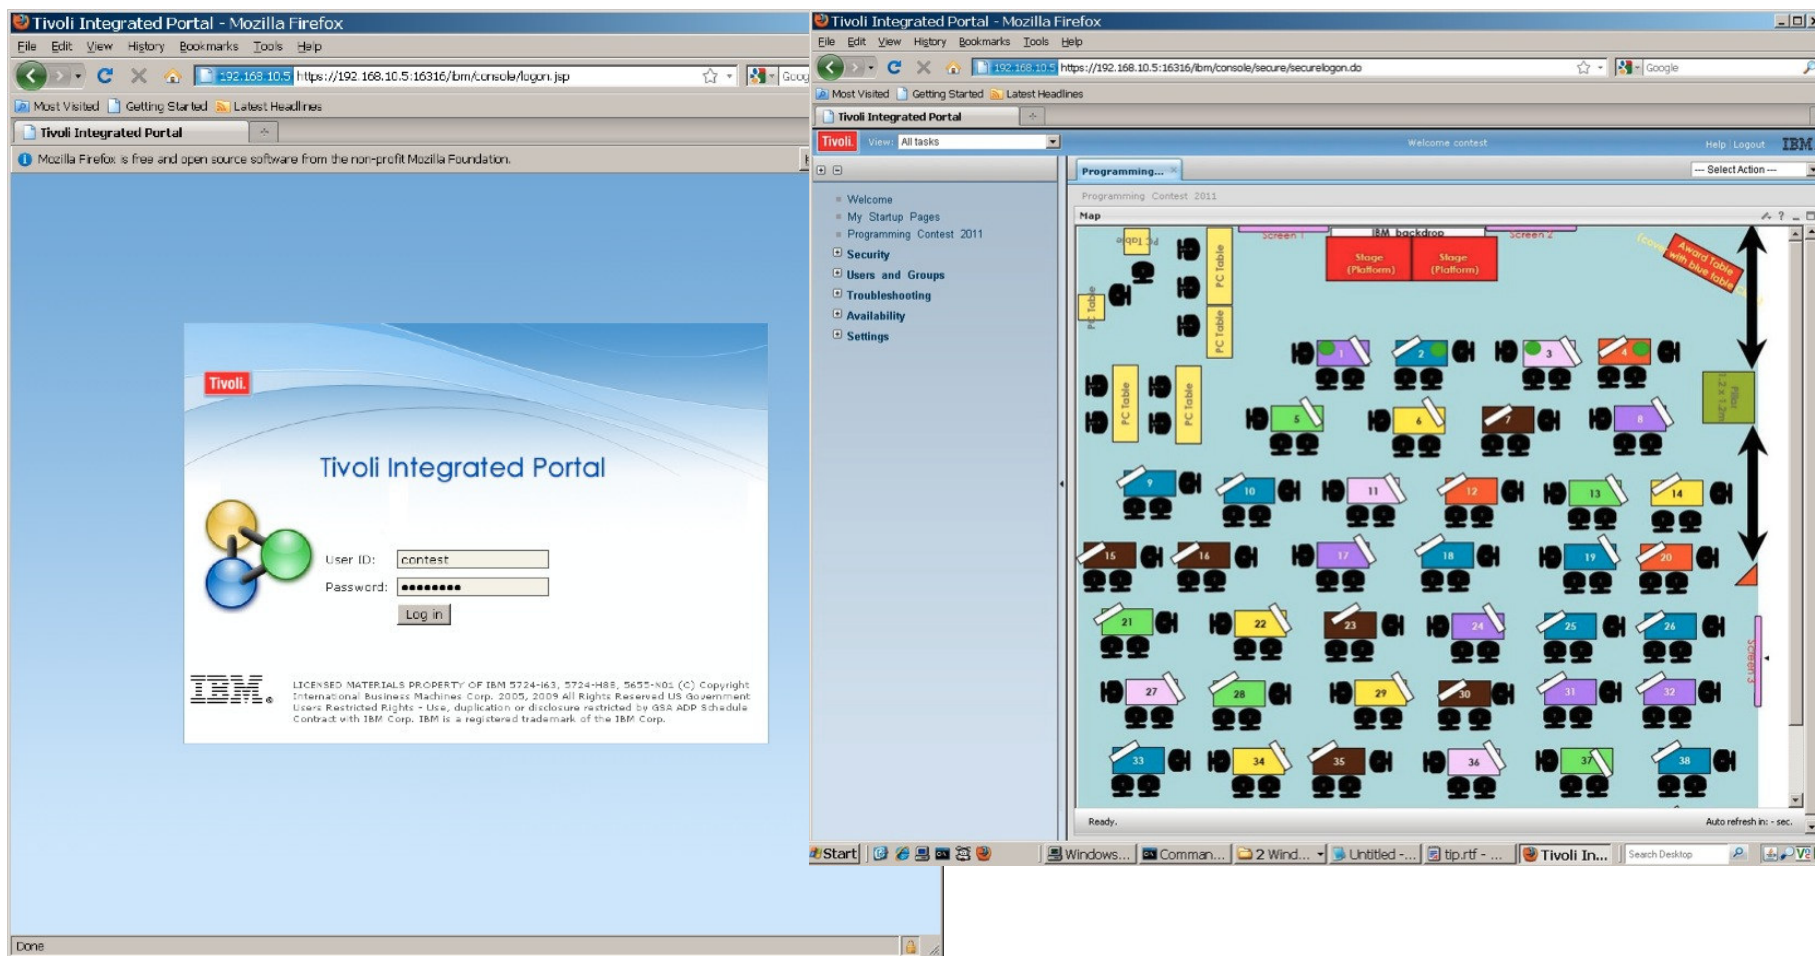 Tivoli Integrated Portal - Mozilla Firefox
File Edit View History Bookmarks Tools Help
192.168.10.5 https://192.168.10.5:16316/ibm/console/logon.jsp
Most Visited Getting Started Latest Headlines
Tivoli Integrated Portal
Mozilla Firefox is free and open source software from the non-profit Mozilla Foundation.
Tivoli.
Tivoli Integrated Portal
User ID: contest
Password:
Log in
IBM
LICENSED MATERIALS PROPERTY OF IBM 5724-I63, 5724-H88, 5655-N01 (C) Copyright
International Business Machines Corp. 2005, 2009 All Rights Reserved US Government
Users Restricted Rights - Use, duplication or disclosure restricted by GSA ADP Schedule
Contract with IBM Corp. IBM is a registered trademark of the IBM Corp.
Done
Tivoli Integrated Portal - Mozilla Firefox
File Edit View History Bookmarks Tools Help
192.168.10.5 https://192.168.10.5:16316/ibm/console/secure/securelogon.do
Google
Most Visited Getting Started Latest Headlines
Tivoli Integrated Portal
Tivoli. View: All tasks Welcome contest Help Logout IBM
Programming... --- Select Action ---
Welcome
My Startup Pages
Programming Contest 2011
Security
Users and Groups
Troubleshooting
Availability
Settings
Programming Contest 2011
Map
Screen 1 IBM backdrop Screen 2
PC Table
PC Table
PC Table
PC Table
Stage
(Platform)
Stage
(Platform)
Award Table
with blue table
1 2 3 4
PC Table
PC Table
Pillar
1.2 x 1.2m
5 6 7 8
9 10 11 12 13 14
15 16 17 18 19 20
21 22 23 24 25 26
Screen 3
27 28 29 30 31 32
33 34 35 36 37 38
Ready. Auto refresh in: - sec.
Start Windows... Comman... 2 Wind... Untitled -... tip.rtf - ... Tivoli In... Search Desktop